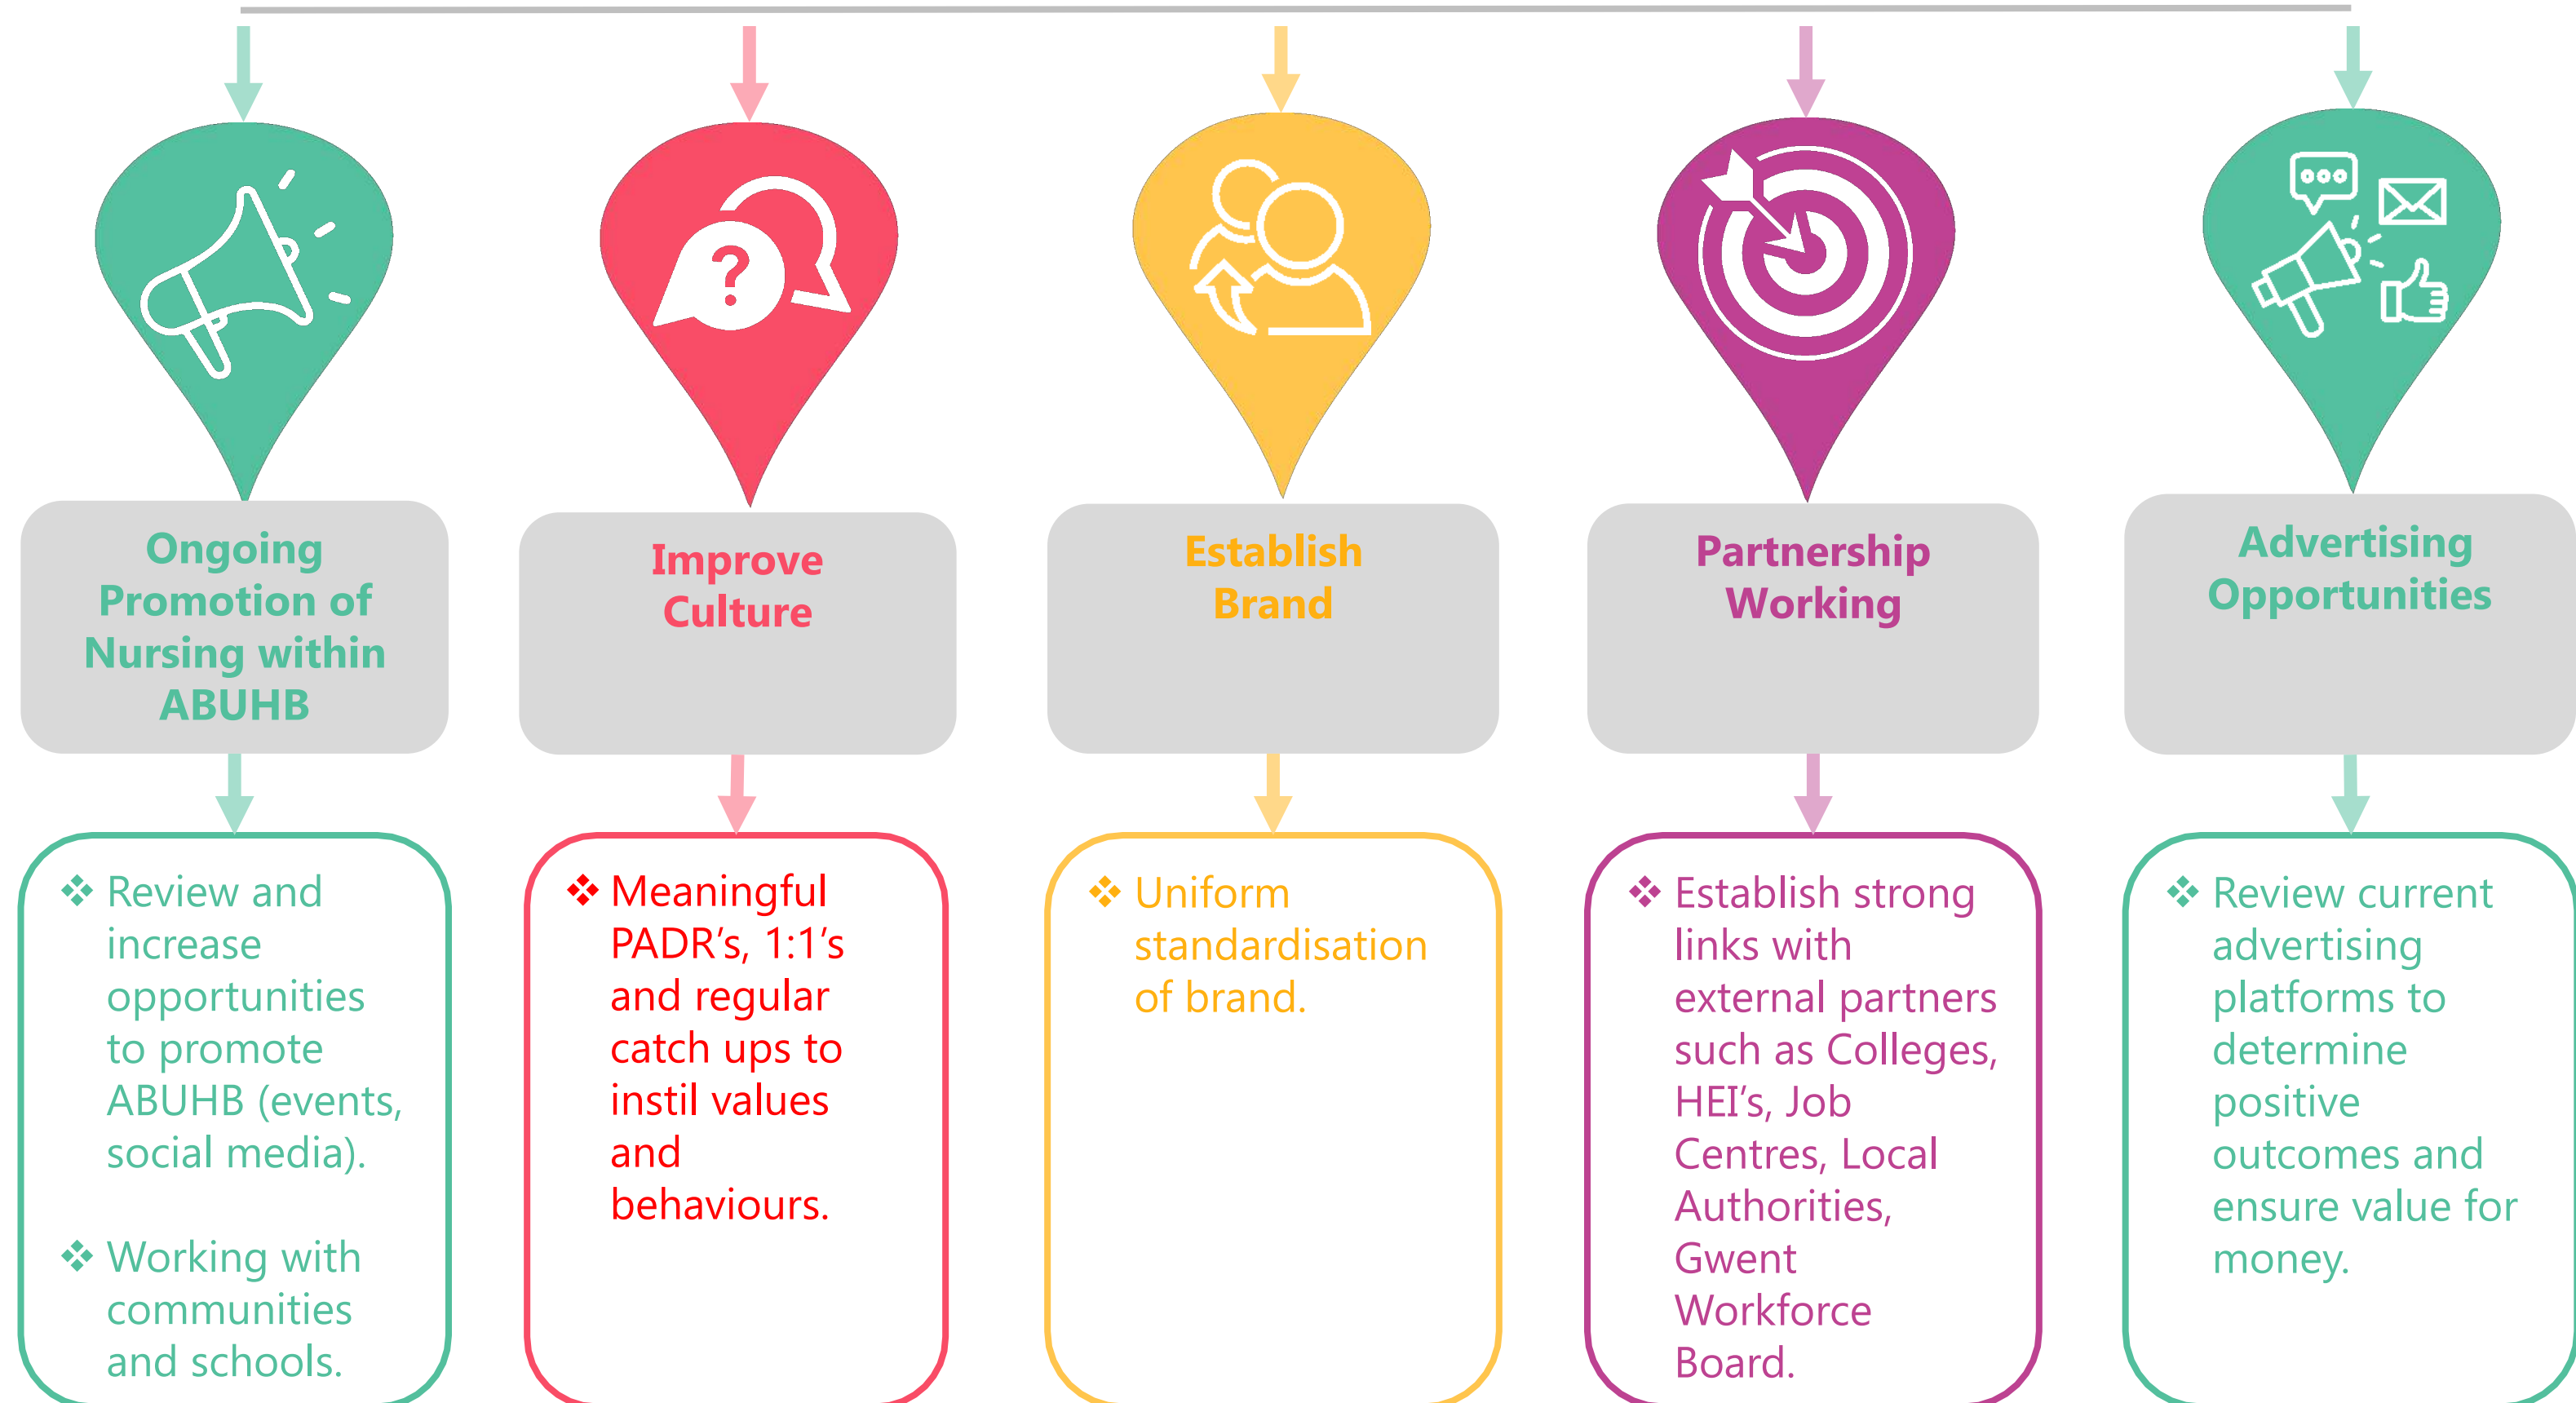 Ongoing
Promotion of
Nursing within
ABUHB
❖ Review and
increase
opportunities
to promote
ABUHB (events,
social media).
❖ Working with
communities
and schools.
?
Improve
Culture
❖ Meaningful
PADR’s, 1:1’s
and regular
catch ups to
instil values
and
behaviours.
Establish
Brand
❖ Uniform
standardisation
of brand.
Partnership
Working
❖ Establish strong
links with
external partners
such as Colleges,
HEI’s, Job
Centres, Local
Authorities,
Gwent
Workforce
Board.
Advertising
Opportunities
❖ Review current
advertising
platforms to
determine
positive
outcomes and
ensure value for
money.